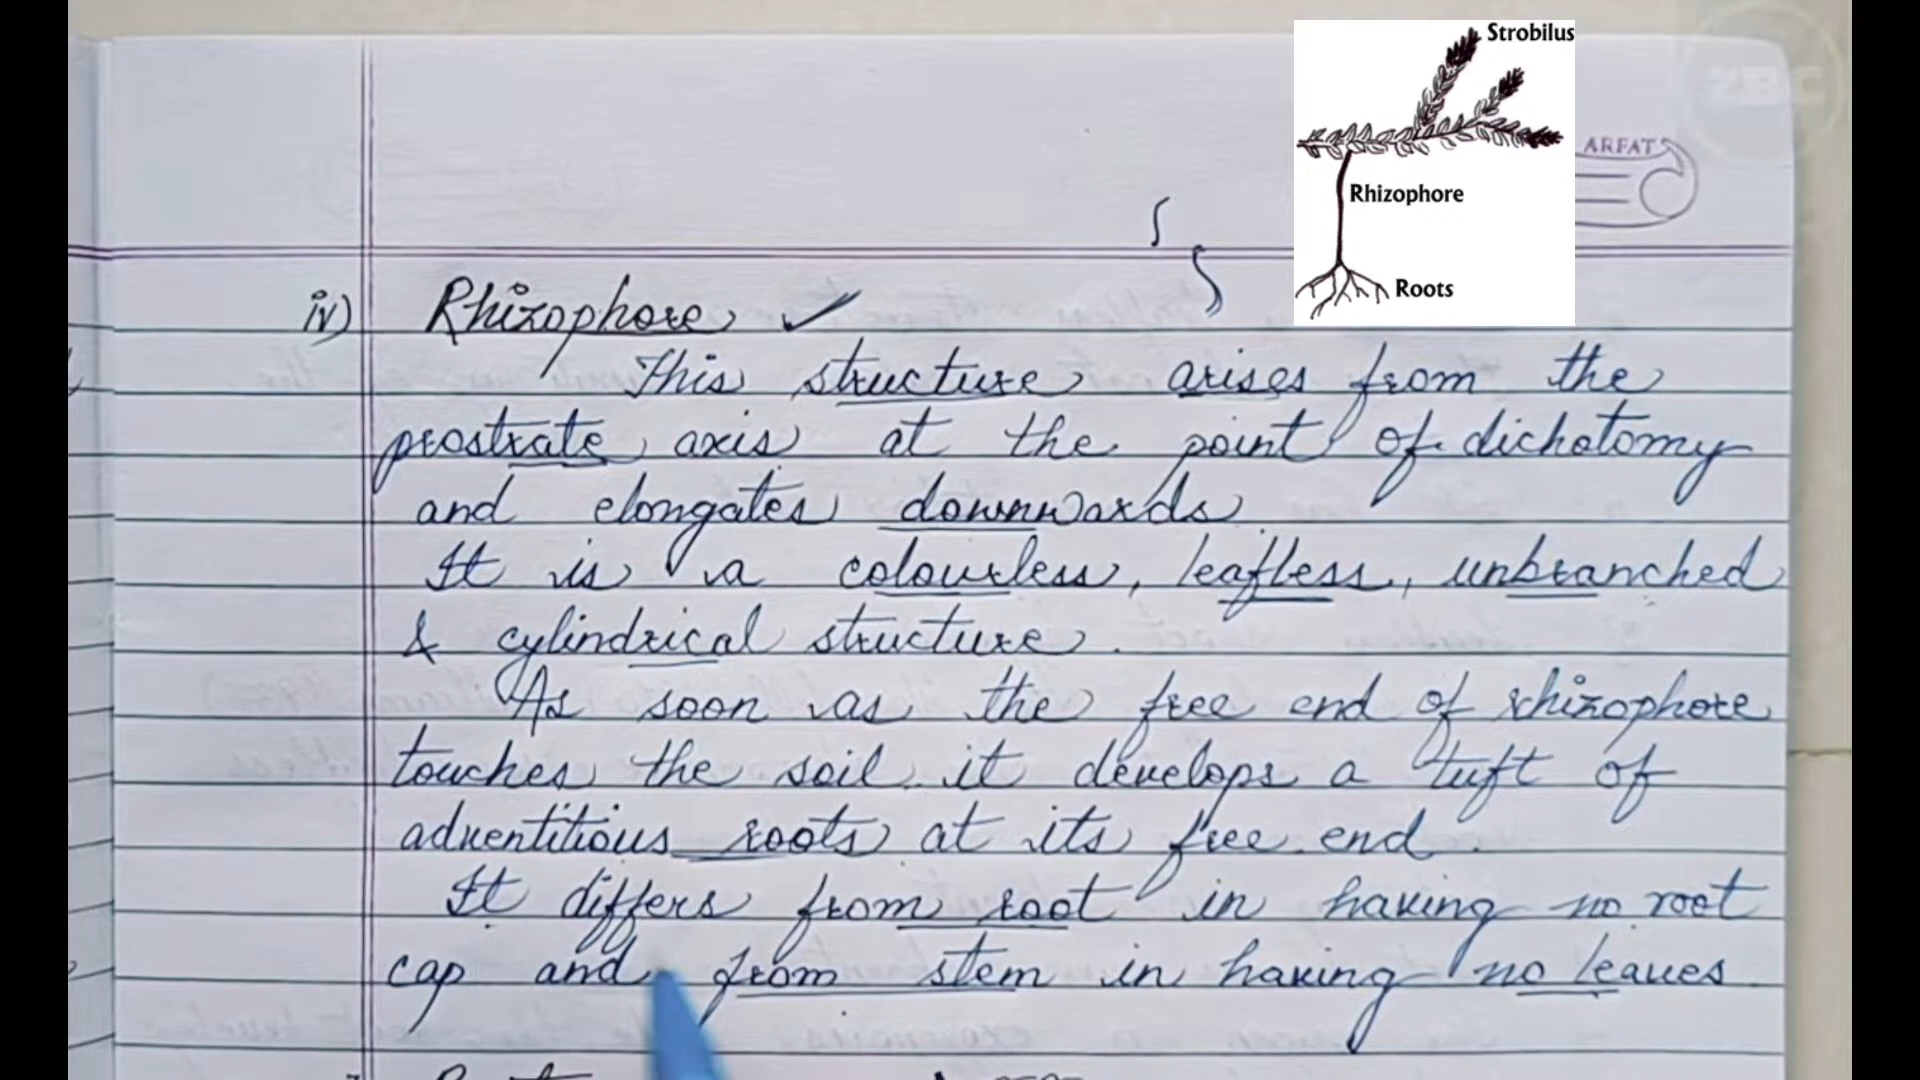 Strobilus
ARFAT
Rhizophore
Roots
iv) Rhizophore ✓
This structure arises from the
prostrate axis at the point of dichotomy
and elongates downwards
It is a colourless, leafless, unbranched
& cylindrical structure.
As soon as the free end of rhizophore
touches the soil it develops a tuft of
adventitious roots at its free end.
It differs from root in having no root
cap and from stem in having no leaves